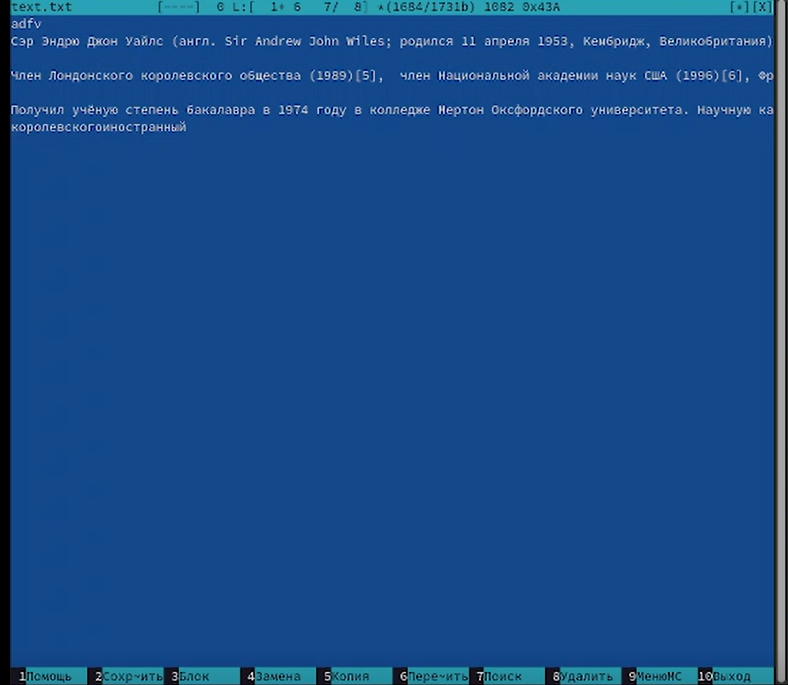 text.txt [----] 0 L:[ 1+ 6 7/ 8] *(1684/1731b) 1082 0x43A [*][X]
adfv
Сэр Эндрю Джон Уайлс (англ. Sir Andrew John Wiles; родился 11 апреля 1953, Кембридж, Великобритания)
Член Лондонского королевского общества (1989)[5], член Национальной академии наук США (1996)[6], Фр
Получил учёную степень бакалавра в 1974 году в колледже Мертон Оксфордского университета. Научную ка
королевскогоиностранный
1Помощь 2Сохр~ить 3Блок 4Замена 5Копия 6Пере~ить 7Поиск 8Удалить 9МенюMC 10Выход